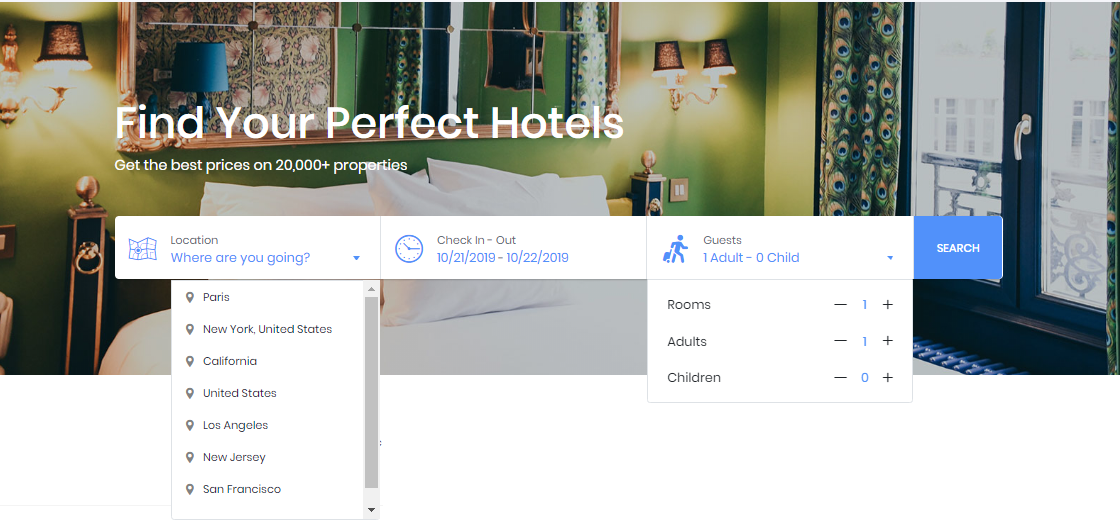 Find Your Perfect Hotels
Get the best prices on 20,000+ properties
Location
Where are you going?
Check In - Out
10/21/2019 - 10/22/2019
Guests
1 Adult - 0 Child
SEARCH
Paris
New York, United States
California
United States
Los Angeles
New Jersey
San Francisco
Rooms
— 1 +
Adults
— 1 +
Children
— 0 +